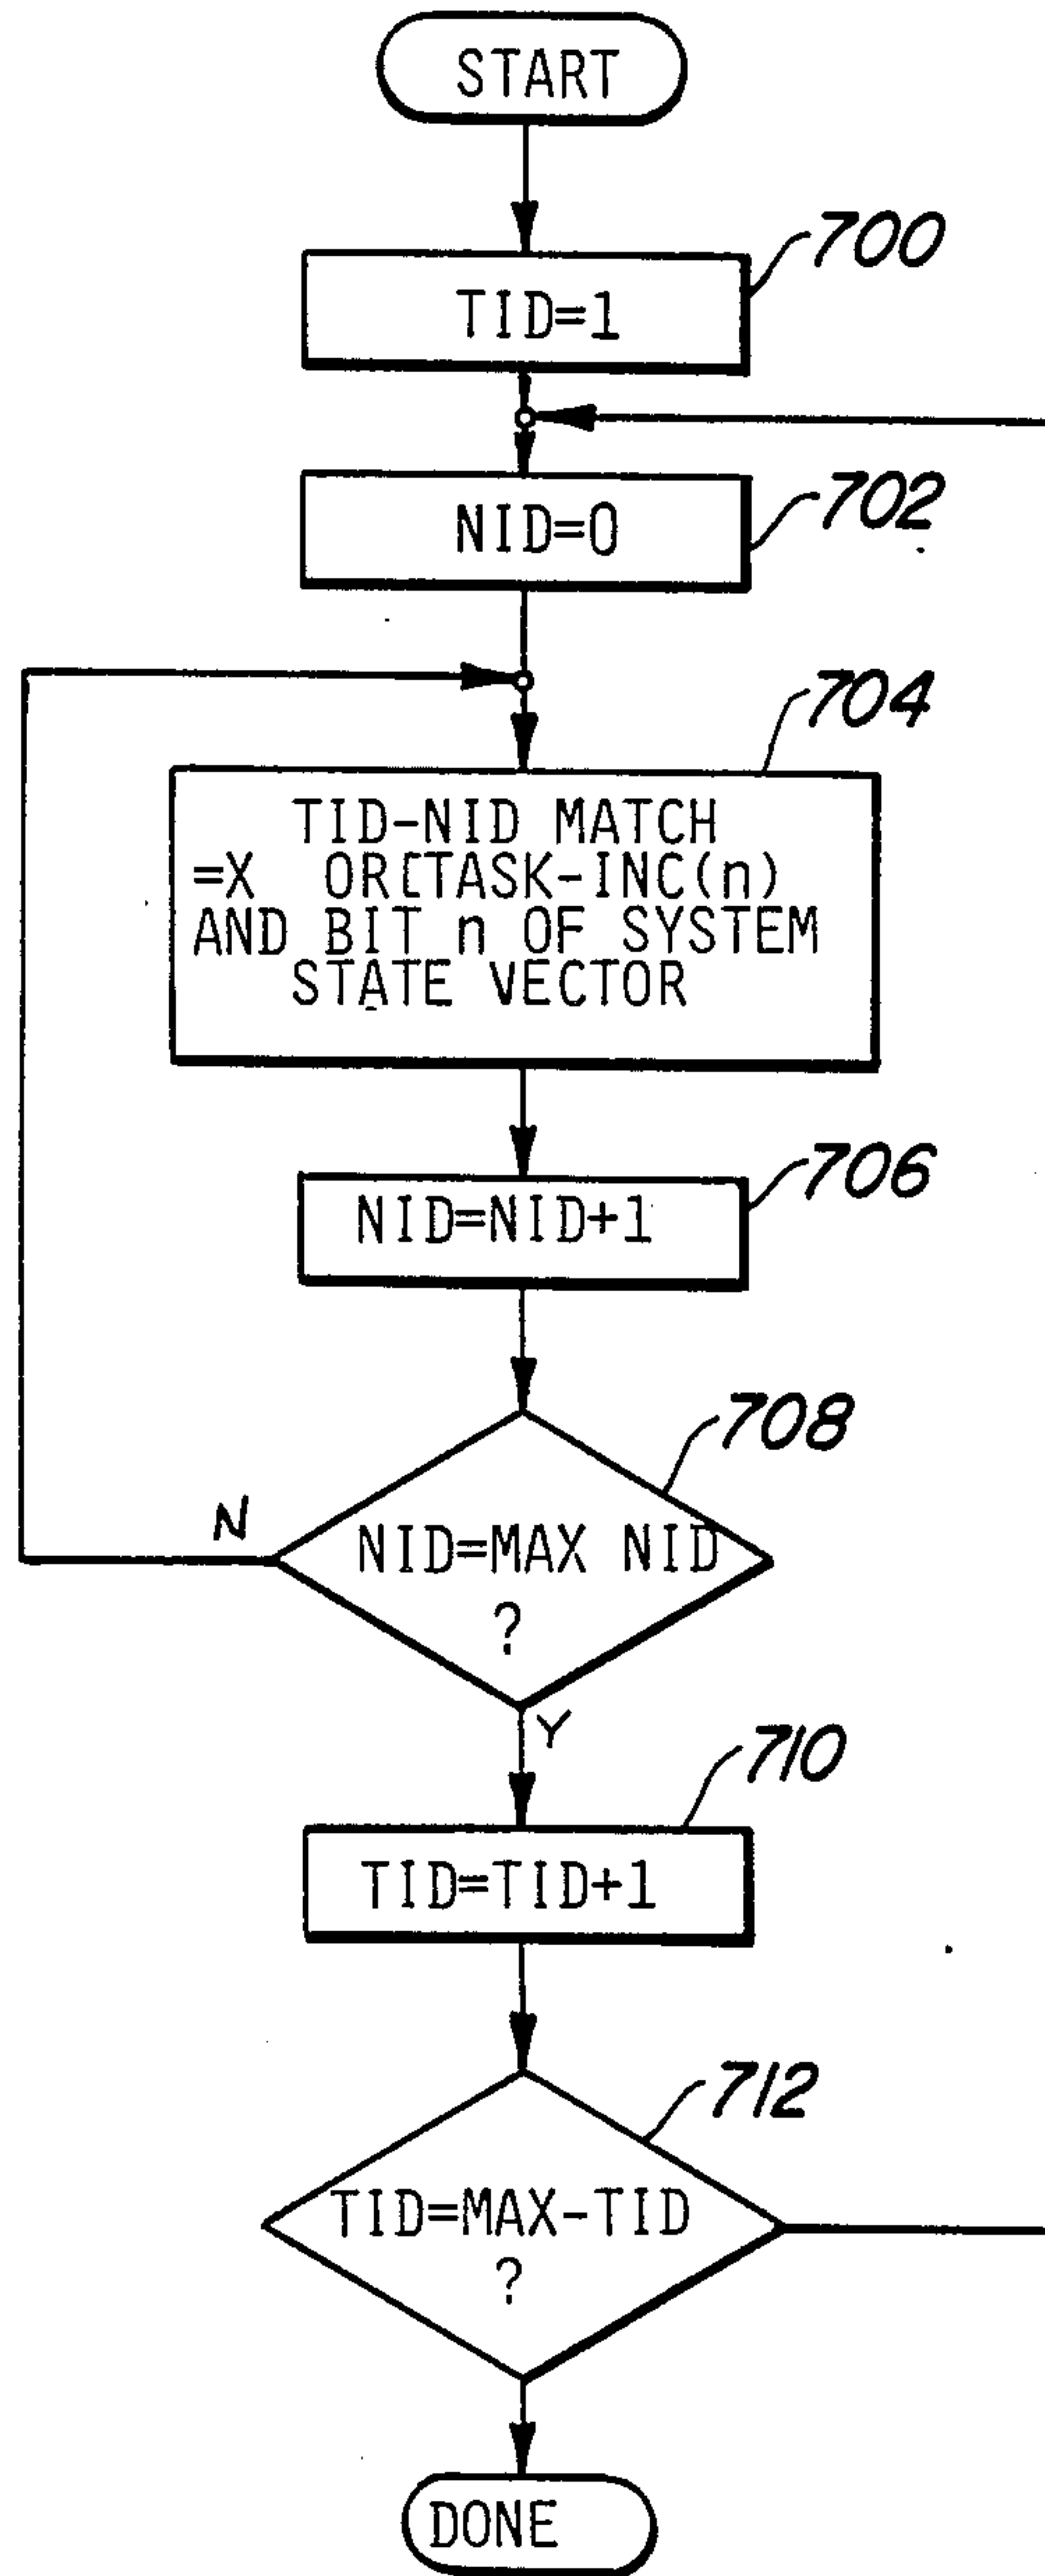 START
700
TID=1
702
NID=0
704
TID-NID MATCH
=X OR[TASK-INC(n)
AND BIT n OF SYSTEM
STATE VECTOR
706
NID=NID+1
708
N
NID=MAX NID
?
Y
710
TID=TID+1
712
TID=MAX-TID
?
DONE